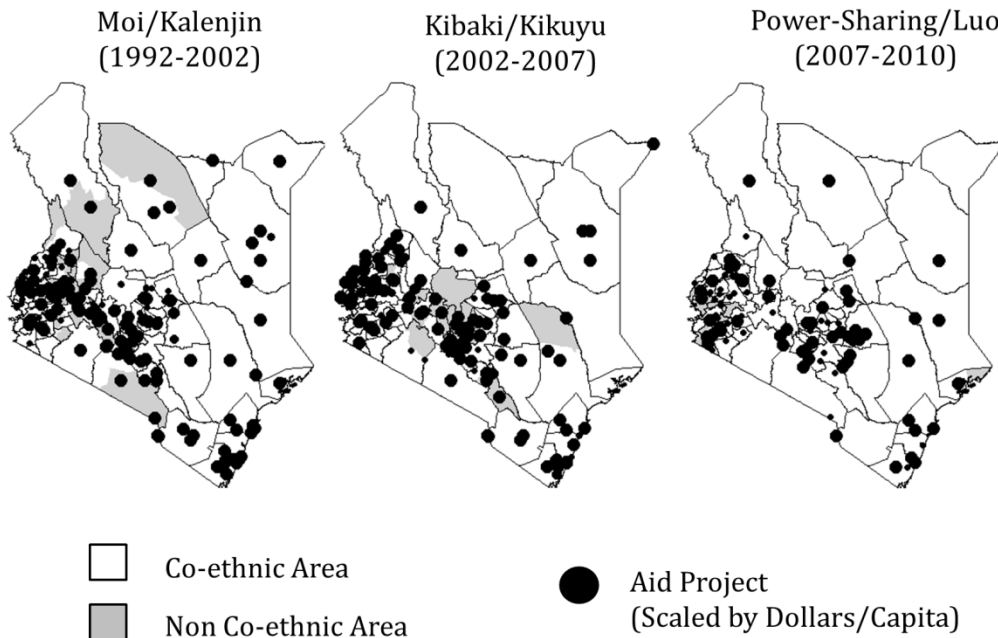 Moi/Kalenjin
(1992-2002)
Kibaki/Kikuyu
(2002-2007)
Power-Sharing/Luo
(2007-2010)
Co-ethnic Area
Non Co-ethnic Area
Aid Project
(Scaled by Dollars/Capita)